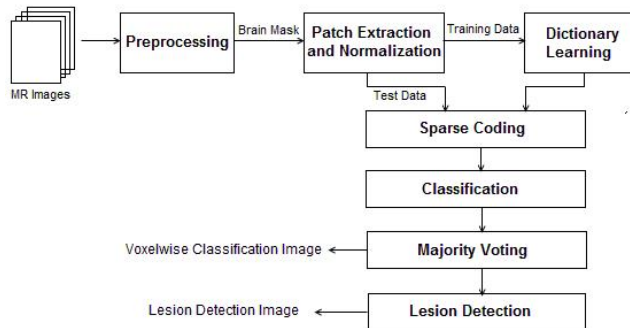 MR Images
Preprocessing
Brain Mask
Patch Extraction
and Normalization
Training Data
Dictionary
Learning
Test Data
Sparse Coding
Classification
Majority Voting
Voxelwise Classification Image
Lesion Detection
Lesion Detection Image